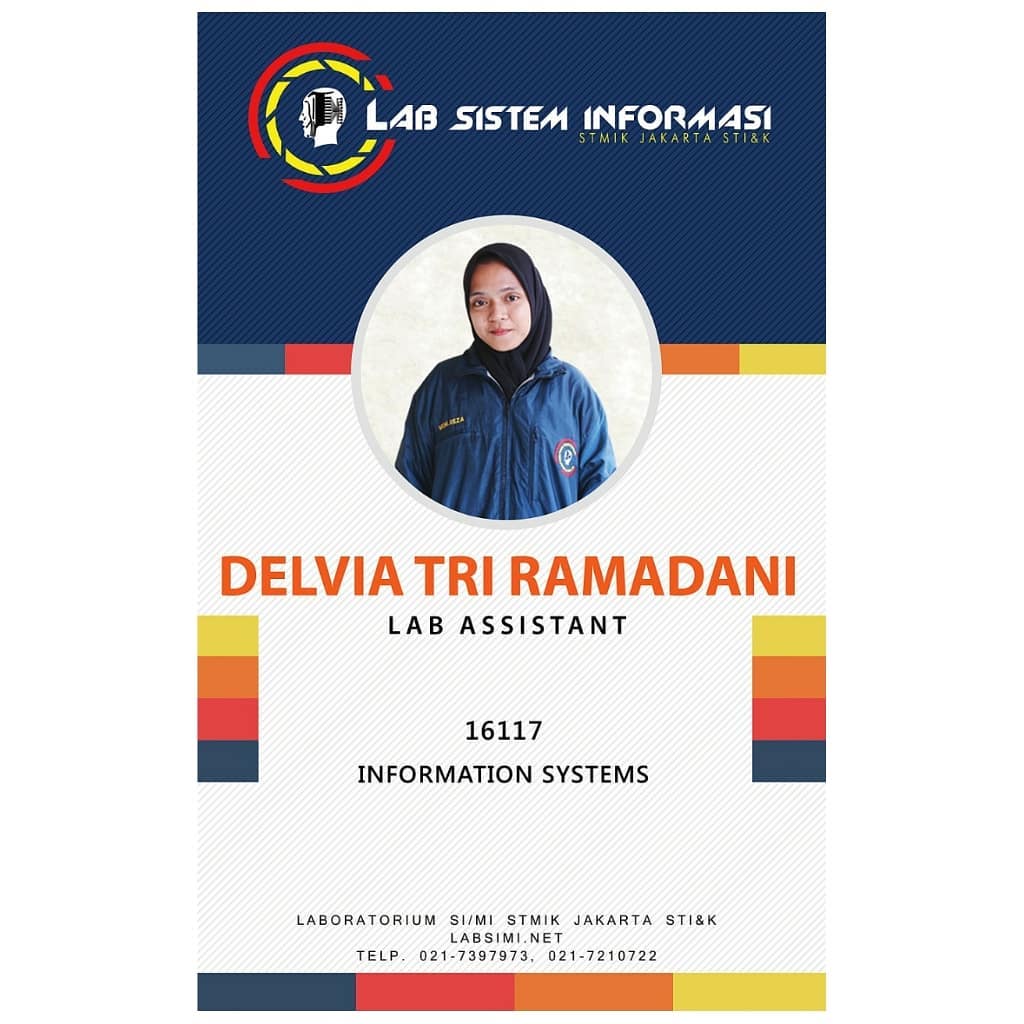 LAB SISTEM INFORMASI
STMIK JAKARTA STI&K
DELVIA TRI RAMADANI
LAB ASSISTANT
16117
INFORMATION SYSTEMS
LABORATORIUM SI/MI STMIK JAKARTA STI&K
LABSIMI.NET
TELP. 021-7397973, 021-7210722